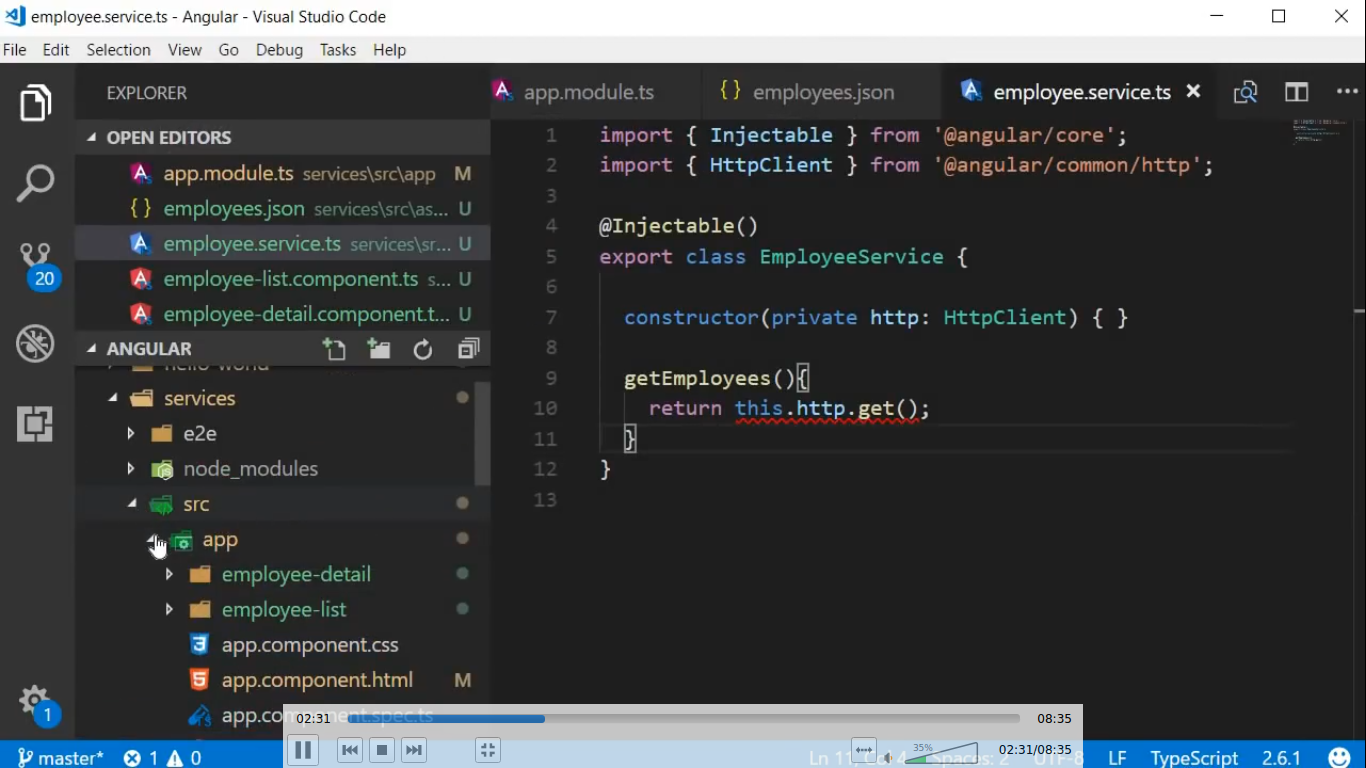 employee.service.ts - Angular - Visual Studio Code
File Edit Selection View Go Debug Tasks Help
EXPLORER
app.module.ts
{ } employees.json
employee.service.ts ×
OPEN EDITORS
app.module.ts services\src\app M
{ } employees.json services\src\as... U
employee.service.ts services\sr... U
employee-list.component.ts s... U
employee-detail.component.t... U
20
ANGULAR
hello-world
services
e2e
node_modules
src
app
employee-detail
employee-list
app.component.css
app.component.html M
app.component.spec.ts
1
1 import { Injectable } from '@angular/core';
2 import { HttpClient } from '@angular/common/http';
3
4 @Injectable()
5 export class EmployeeService {
6
7 constructor(private http: HttpClient) { }
8
9 getEmployees(){
10 return this.http.get();
11 }
12 }
13
02:31 08:35
35% 02:31/08:35
master* 1 0 Ln 11, Col 4 Spaces: 2 UTF-8 LF TypeScript 2.6.1